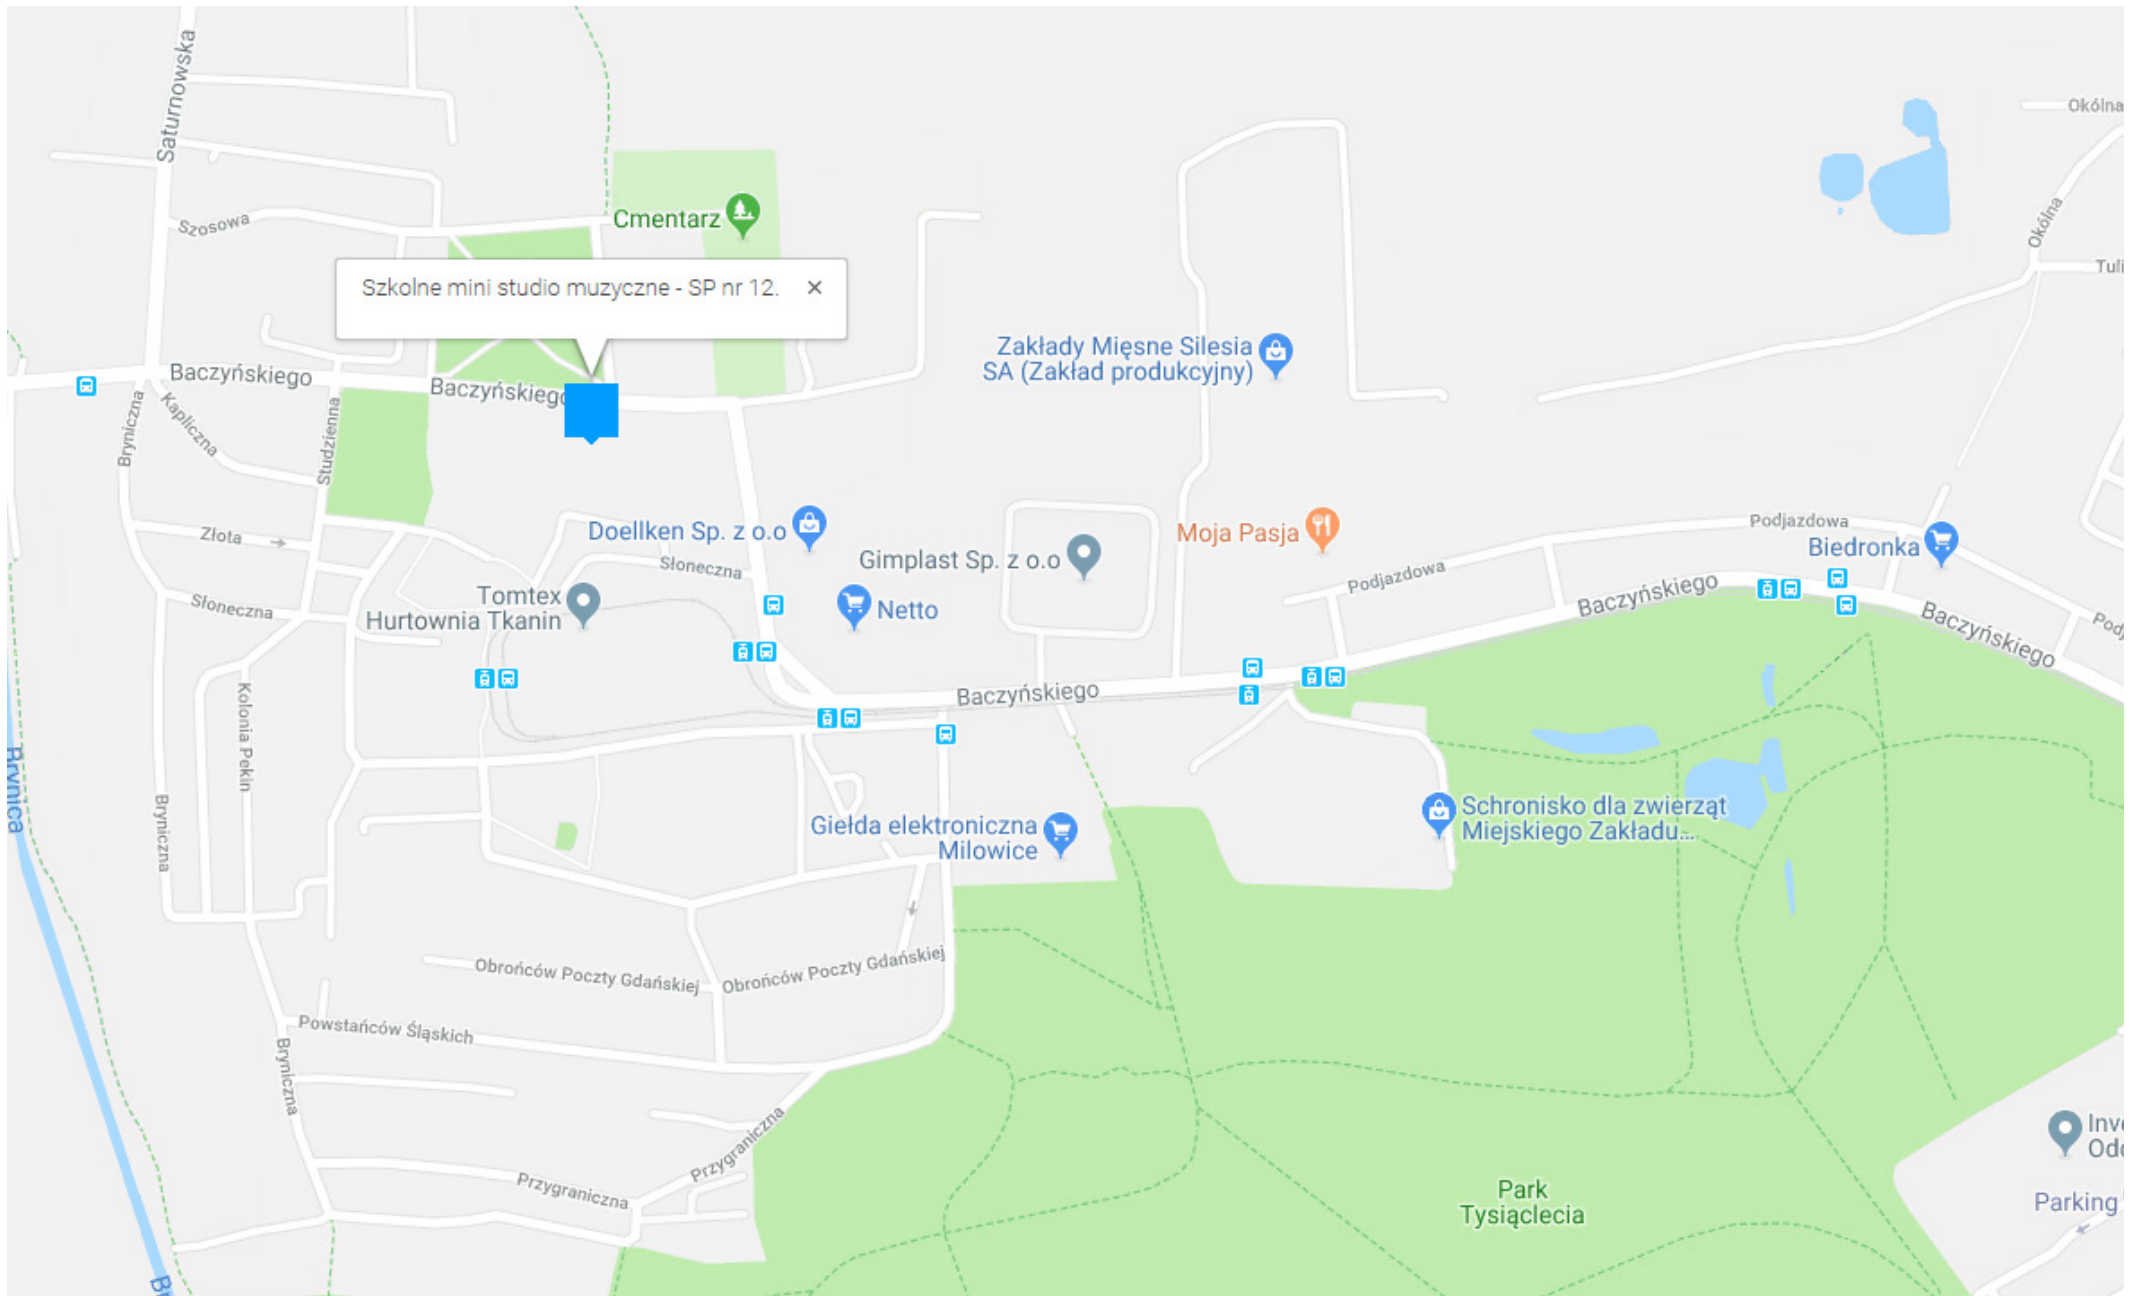 Saturnowska
Okólna
Szosowa
Cmentarz
Okólna
Szkolne mini studio muzyczne - SP nr 12. ×
Zakłady Mięsne Silesia
SA (Zakład produkcyjny)
Baczyńskiego
Baczyńskiego
Bryniczna
Kapliczna
Studzienna
Złota
Doellken Sp. z o.o
Moja Pasja
Podjazdowa
Biedronka
Gimplast Sp. z o.o
Słoneczna
Podjazdowa
Baczyńskiego
Tomtex
Hurtownia Tkanin
Netto
Słoneczna
Baczyńskiego
Kolonia Pekin
Baczyńskiego
Brynica
Bryniczna
Giełda elektroniczna
Milowice
Schronisko dla zwierząt
Miejskiego Zakładu...
Obrońców Poczty Gdańskiej
Obrońców Poczty Gdańskiej
Powstańców Śląskich
Bryniczna
Przygraniczna
Przygraniczna
Park
Tysiąclecia
Parking